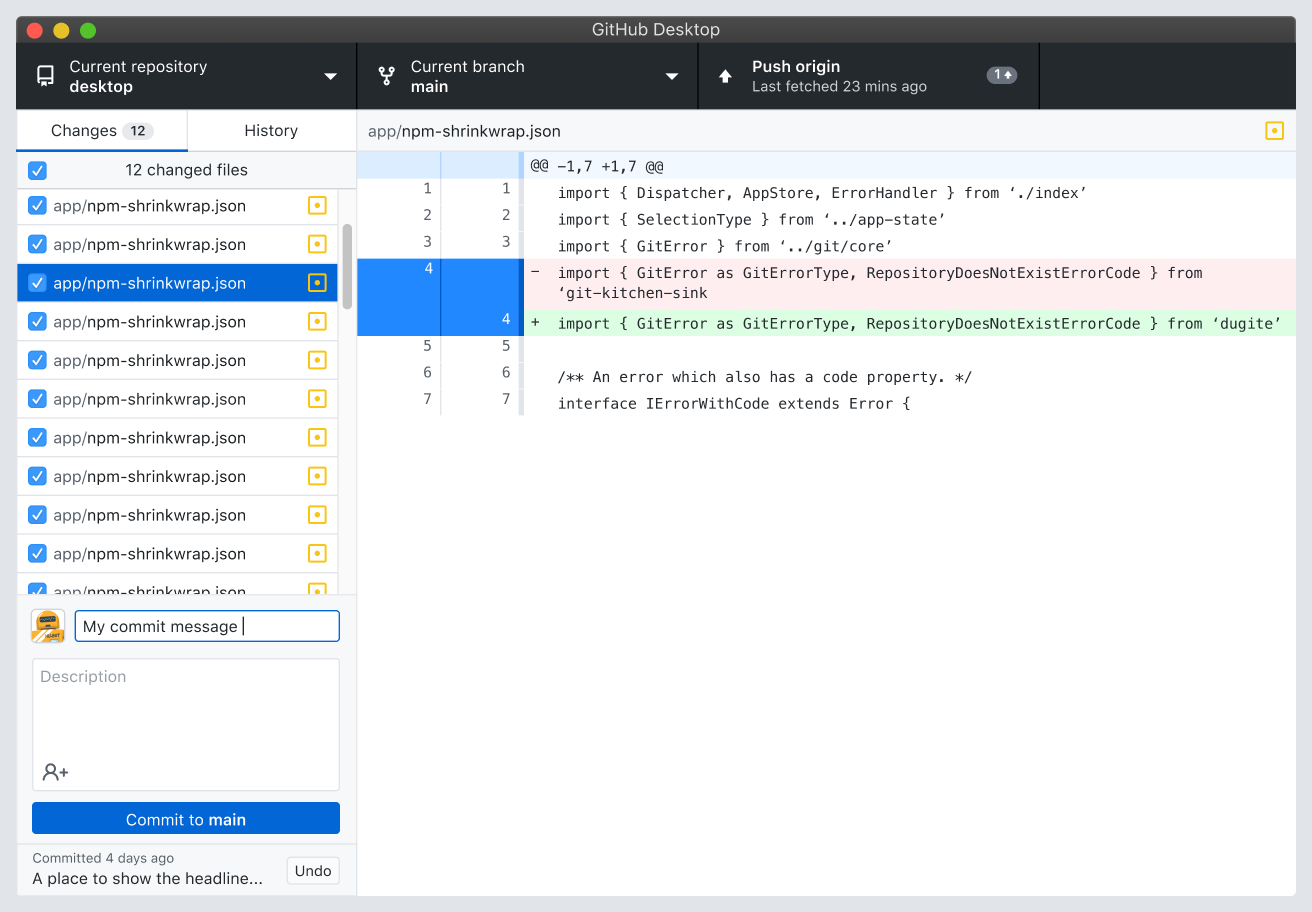 GitHub Desktop
Current repository
desktop
Current branch
main
Push origin
Last fetched 23 mins ago
1
Changes 12
History
12 changed files
app/npm-shrinkwrap.json
app/npm-shrinkwrap.json
app/npm-shrinkwrap.json
app/npm-shrinkwrap.json
app/npm-shrinkwrap.json
app/npm-shrinkwrap.json
app/npm-shrinkwrap.json
app/npm-shrinkwrap.json
app/npm-shrinkwrap.json
app/npm-shrinkwrap.json
app/npm-shrinkwrap.json
My commit message
Description
Commit to main
Committed 4 days ago
A place to show the headline...
Undo
app/npm-shrinkwrap.json
@@ -1,7 +1,7 @@
1 1 import { Dispatcher, AppStore, ErrorHandler } from ‘./index’
2 2 import { SelectionType } from ‘../app-state’
3 3 import { GitError } from ‘../git/core’
4 - import { GitError as GitErrorType, RepositoryDoesNotExistErrorCode } from
‘git-kitchen-sink
4 + import { GitError as GitErrorType, RepositoryDoesNotExistErrorCode } from ‘dugite’
5 5
6 6 /** An error which also has a code property. */
7 7 interface IErrorWithCode extends Error {